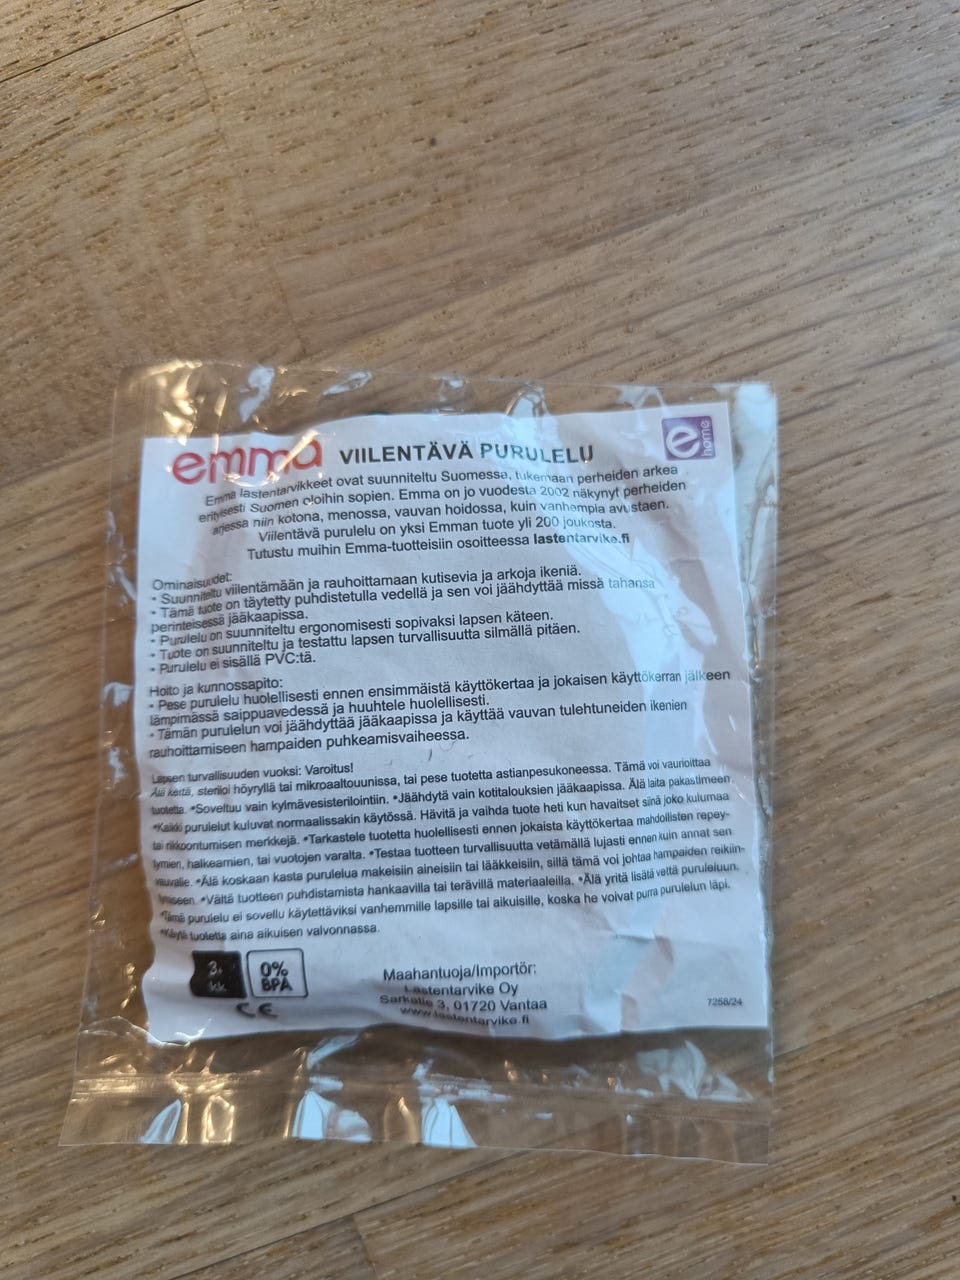 emma VIILENTÄVÄ PURULELU
e home
Emma lastentarvikkeet ovat suunniteltu Suomessa, tukemaan perheiden arkea
erityisesti Suomen oloihin sopien. Emma on jo vuodesta 2002 näkynyt perheiden
arjessa niin kotona, menossa, vauvan hoidossa, kuin vanhempia avustaen.
Viilentävä purulelu on yksi Emman tuote yli 200 joukosta.
Tutustu muihin Emma-tuotteisiin osoitteessa lastentarvike.fi
Ominaisuudet:
• Suunniteltu viilentämään ja rauhoittamaan kutisevia ja arkoja ikeniä.
• Tämä tuote on täytetty puhdistetulla vedellä ja sen voi jäähdyttää missä tahansa
perinteisessä jääkaapissa.
• Purulelu on suunniteltu ergonomisesti sopivaksi lapsen käteen.
• Tuote on suunniteltu ja testattu lapsen turvallisuutta silmällä pitäen.
• Purulelu ei sisällä PVC:tä.
Hoito ja kunnossapito:
• Pese purulelu huolellisesti ennen ensimmäistä käyttökertaa ja jokaisen käyttökerran jälkeen
lämpimässä saippuavedessä ja huuhtele huolellisesti.
• Tämän purulelun voi jäähdyttää jääkaapissa ja käyttää vauvan tulehtuneiden ikenien
rauhoittamiseen hampaiden puhkeamisvaiheessa.
Lapsen turvallisuuden vuoksi: Varoitus!
Älä keitä, steriloi höyryllä tai mikroaaltouunissa, tai pese tuotetta astianpesukoneessa. Tämä voi vaurioittaa
tuotetta. •Soveltuu vain kylmävesisterilointiin. •Jäähdytä vain kotitalouksien jääkaapissa. Älä laita pakastimeen.
•Kaikki purulelut kuluvat normaalissakin käytössä. Hävitä ja vaihda tuote heti kun havaitset siinä joko kulumaa
tai rikkoontumisen merkkejä. •Tarkastele tuotetta huolellisesti ennen jokaista käyttökertaa mahdollisten repey-
tymien, halkeamien, tai vuotojen varalta. •Testaa tuotteen turvallisuutta vetämällä lujasti ennen kuin annat sen
vauvalle. •Älä koskaan kasta purulelua makeisiin aineisiin tai lääkkeisiin, sillä tämä voi johtaa hampaiden reikiin-
tymiseen. •Vältä tuotteen puhdistamista hankaavilla tai terävillä materiaaleilla. •Älä yritä lisätä vettä puruleluun.
•Tämä purulelu ei sovellu käytettäviksi vanhemmille lapsille tai aikuisille, koska he voivat purra purulelun läpi.
•Käytä tuotetta aina aikuisen valvonnassa.
3+
kk
0%
BPA
CE
Maahantuoja/Importör:
Lastentarvike Oy
Sarkatie 3, 01720 Vantaa
www.lastentarvike.fi
7258/24